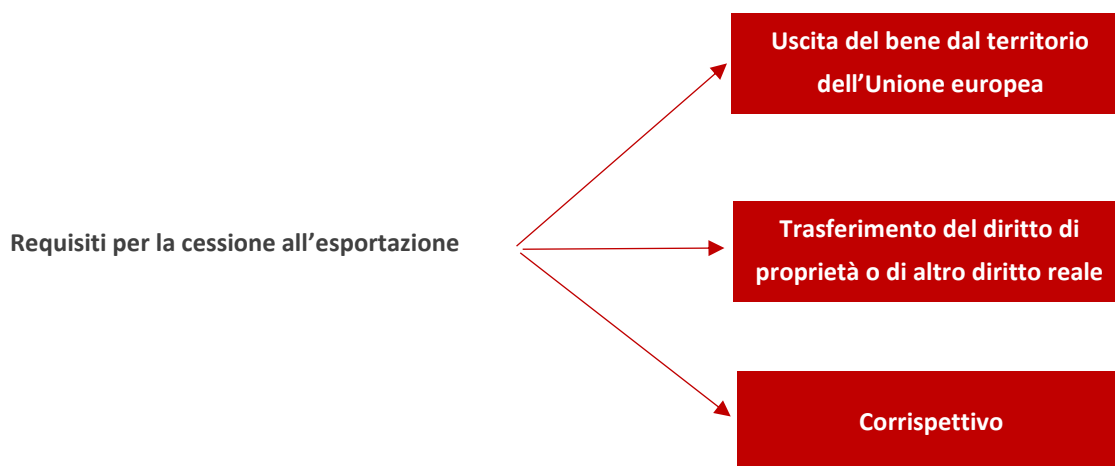 Uscita del bene dal territorio
dell’Unione europea
Requisiti per la cessione all’esportazione
Trasferimento del diritto di
proprietà o di altro diritto reale
Corrispettivo